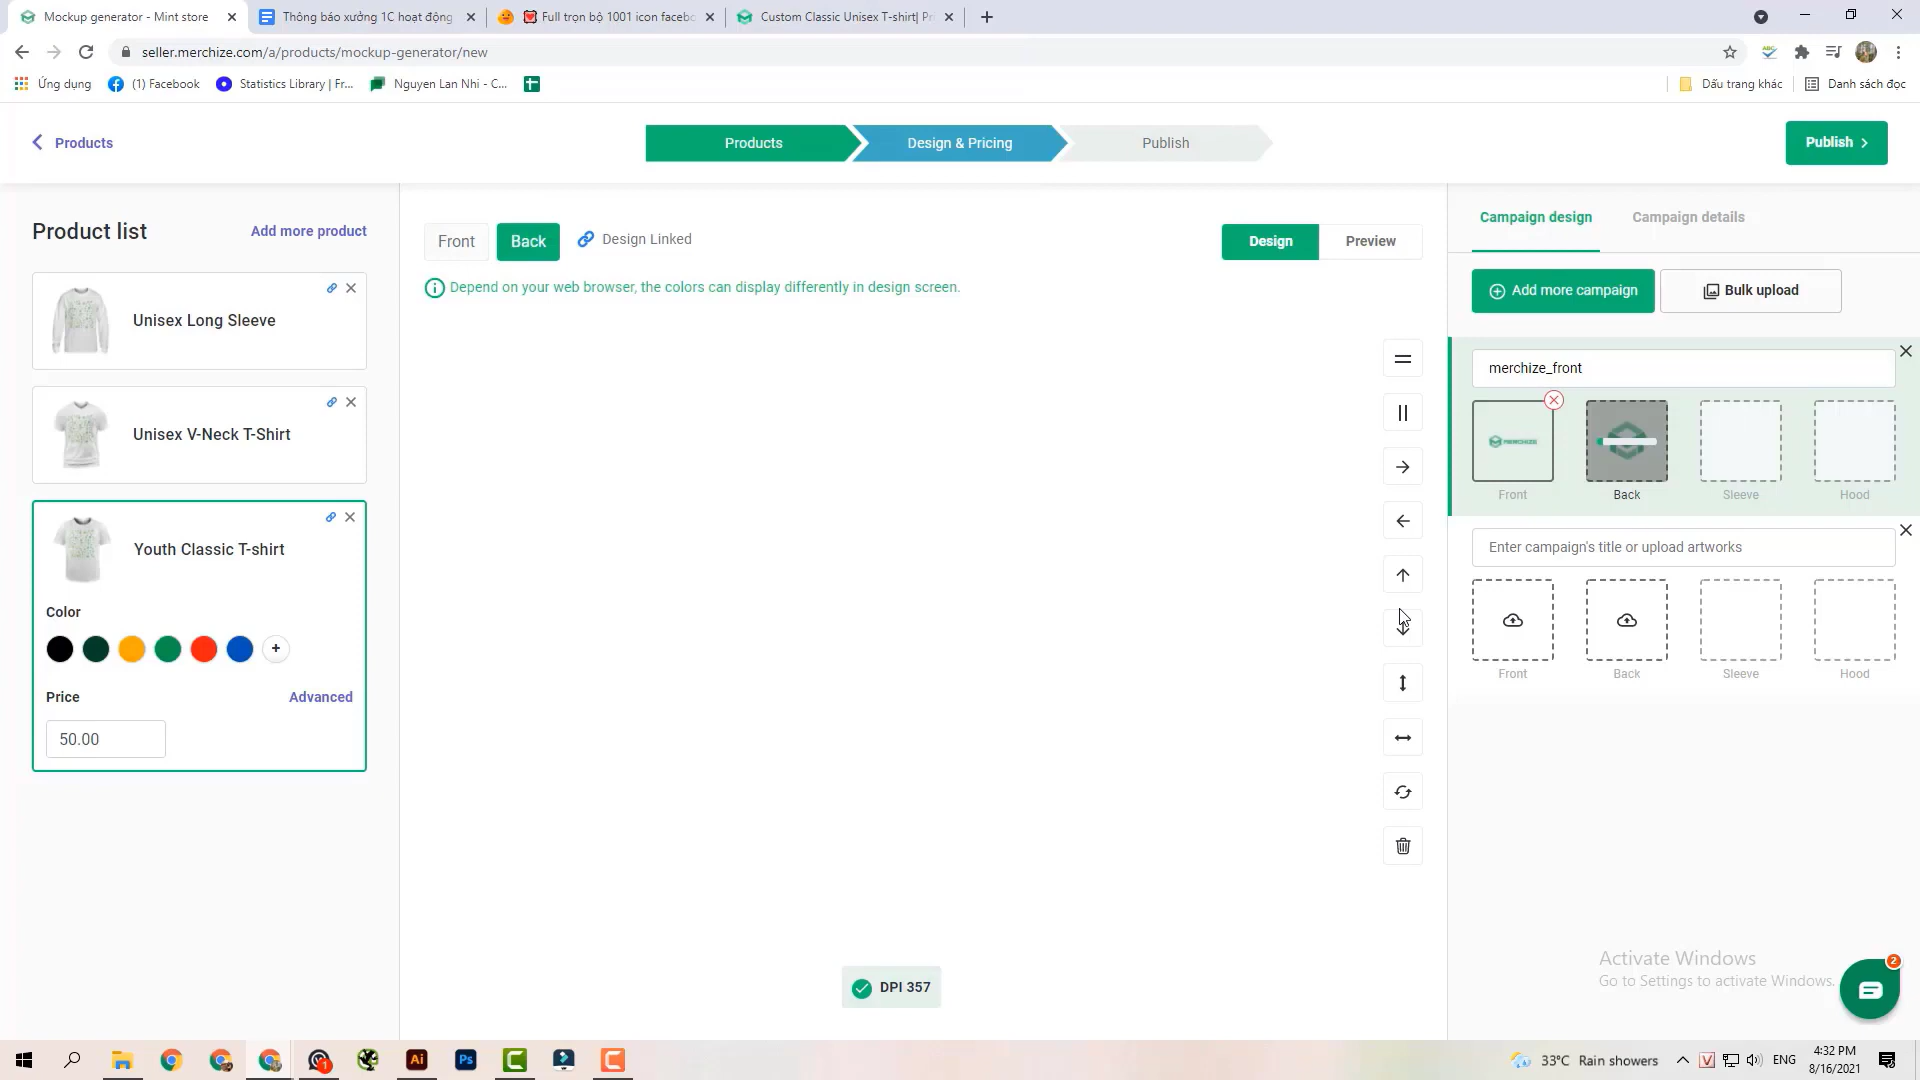 Mockup generator - Mint store
Thông báo xưởng 1C hoạt động
Full trọn bộ 1001 icon facebo
Custom Classic Unisex T-shirt| Pr
seller.merchize.com/a/products/mockup-generator/new
Ứng dụng
(1) Facebook
Statistics Library | Fr...
Nguyen Lan Nhi - C...
Dấu trang khác
Danh sách đọc
Products
Products
Design & Pricing
Publish
Publish
Product list
Add more product
Unisex Long Sleeve
Unisex V-Neck T-Shirt
Youth Classic T-shirt
Color
Price
Advanced
50.00
Front
Back
Design Linked
Design
Preview
Depend on your web browser, the colors can display differently in design screen.
DPI 357
Campaign design
Campaign details
Add more campaign
Bulk upload
merchize_front
MERCHIZE
Front
Back
Sleeve
Hood
Enter campaign's title or upload artworks
Front
Back
Sleeve
Hood
Activate Windows
Go to Settings to activate Windows.
2
1
Ai
Ps
33°C Rain showers
V
ENG
4:32 PM
8/16/2021